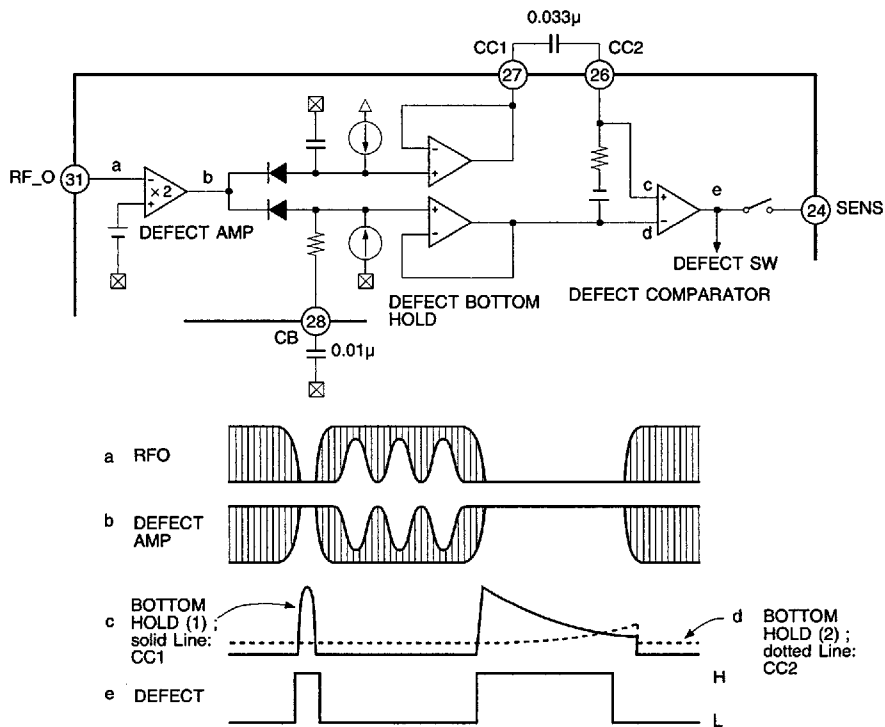 0.033μ
CC1
CC2
27
26
RF_O
31
a
b
- ×2 +
DEFECT AMP
- +
+ -
c
d
+ -
e
24
SENS
DEFECT SW
DEFECT BOTTOM
HOLD
DEFECT COMPARATOR
28
CB
0.01μ
a RFO
b DEFECT
AMP
c BOTTOM
HOLD (1) ;
solid Line:
CC1
d BOTTOM
HOLD (2) ;
dotted Line:
CC2
e DEFECT
H
L